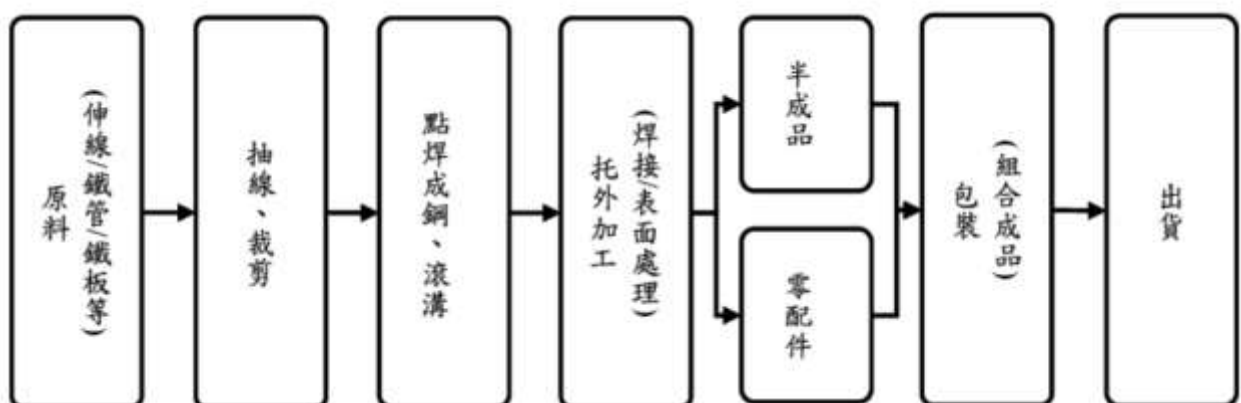 原料
(伸線/鐵管/鐵板等)
抽線、裁剪
點焊成鋼、滾溝
托外加工
(焊接/表面處理)
半成品
零配件
包裝
(組合成品)
出貨